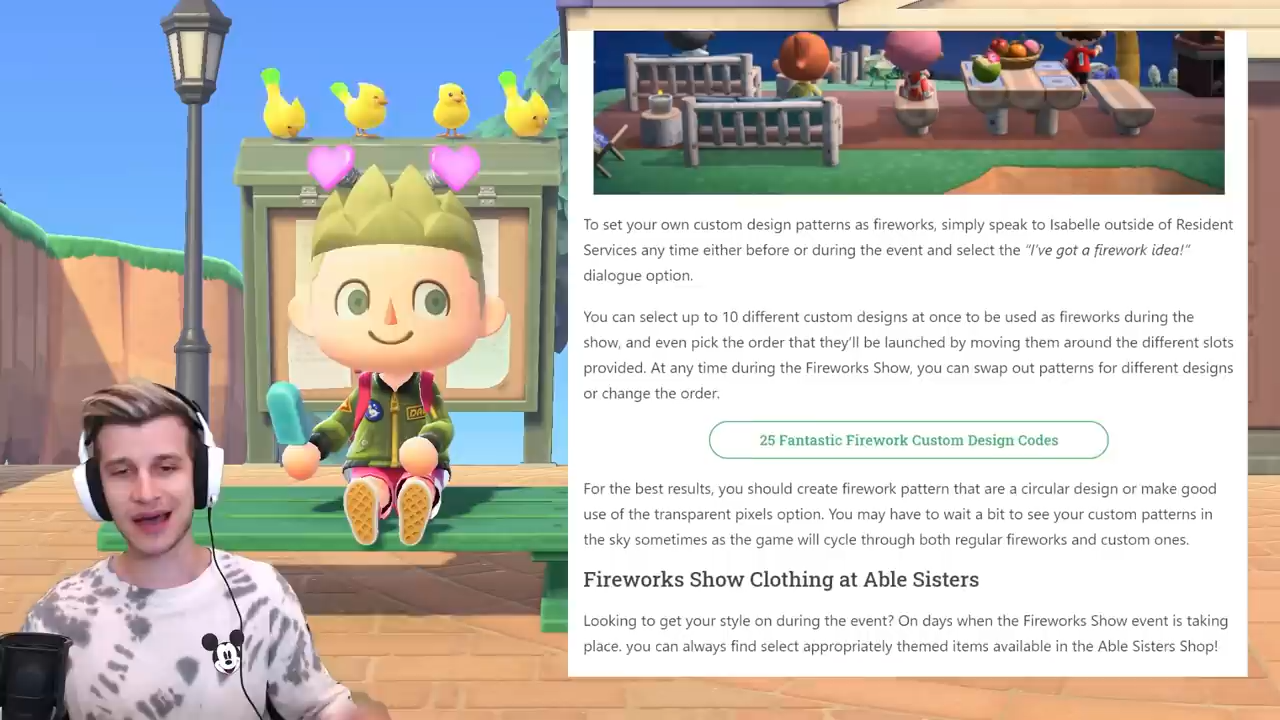 To set your own custom design patterns as fireworks, simply speak to Isabelle outside of Resident
Services any time either before or during the event and select the “I’ve got a firework idea!”
dialogue option.
You can select up to 10 different custom designs at once to be used as fireworks during the
show, and even pick the order that they’ll be launched by moving them around the different slots
provided. At any time during the Fireworks Show, you can swap out patterns for different designs
or change the order.
25 Fantastic Firework Custom Design Codes
For the best results, you should create firework pattern that are a circular design or make good
use of the transparent pixels option. You may have to wait a bit to see your custom patterns in
the sky sometimes as the game will cycle through both regular fireworks and custom ones.
Fireworks Show Clothing at Able Sisters
Looking to get your style on during the event? On days when the Fireworks Show event is taking
place. you can always find select appropriately themed items available in the Able Sisters Shop!